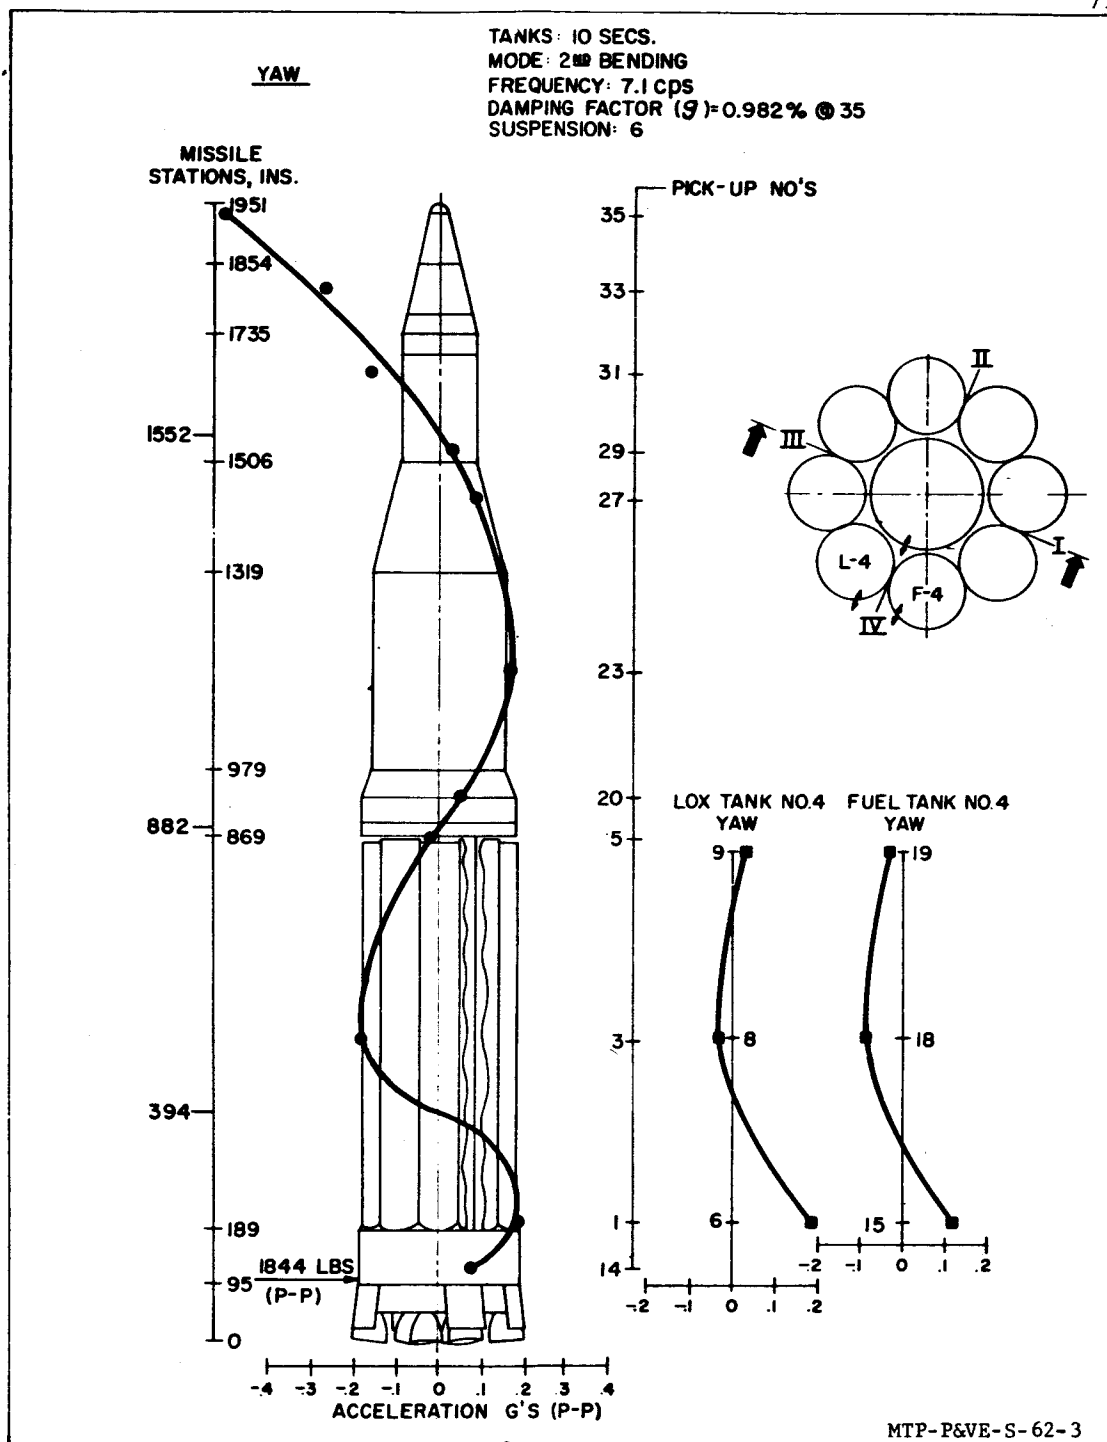 TANKS: 10 SECS.
MODE: 2ND BENDING
FREQUENCY: 7.1 cps
DAMPING FACTOR (g)=0.982% @ 35
SUSPENSION: 6
YAW
MISSILE
STATIONS, INS.
1951
1854
1735
1552
1506
1319
979
882
869
394
189
95
0
1844 LBS
(P-P)
-.4 -.3 -.2 -.1 0 .1 .2 .3 .4
ACCELERATION G'S (P-P)
PICK-UP NO'S
35
33
31
29
27
23
20
5
3
1
14
II
III
I
L-4
F-4
IV
LOX TANK NO.4
YAW
9
8
6
-.2 -.1 0 .1 .2
FUEL TANK NO.4
YAW
19
18
15
-.2 -.1 0 .1 .2
MTP-P&VE-S-62-3